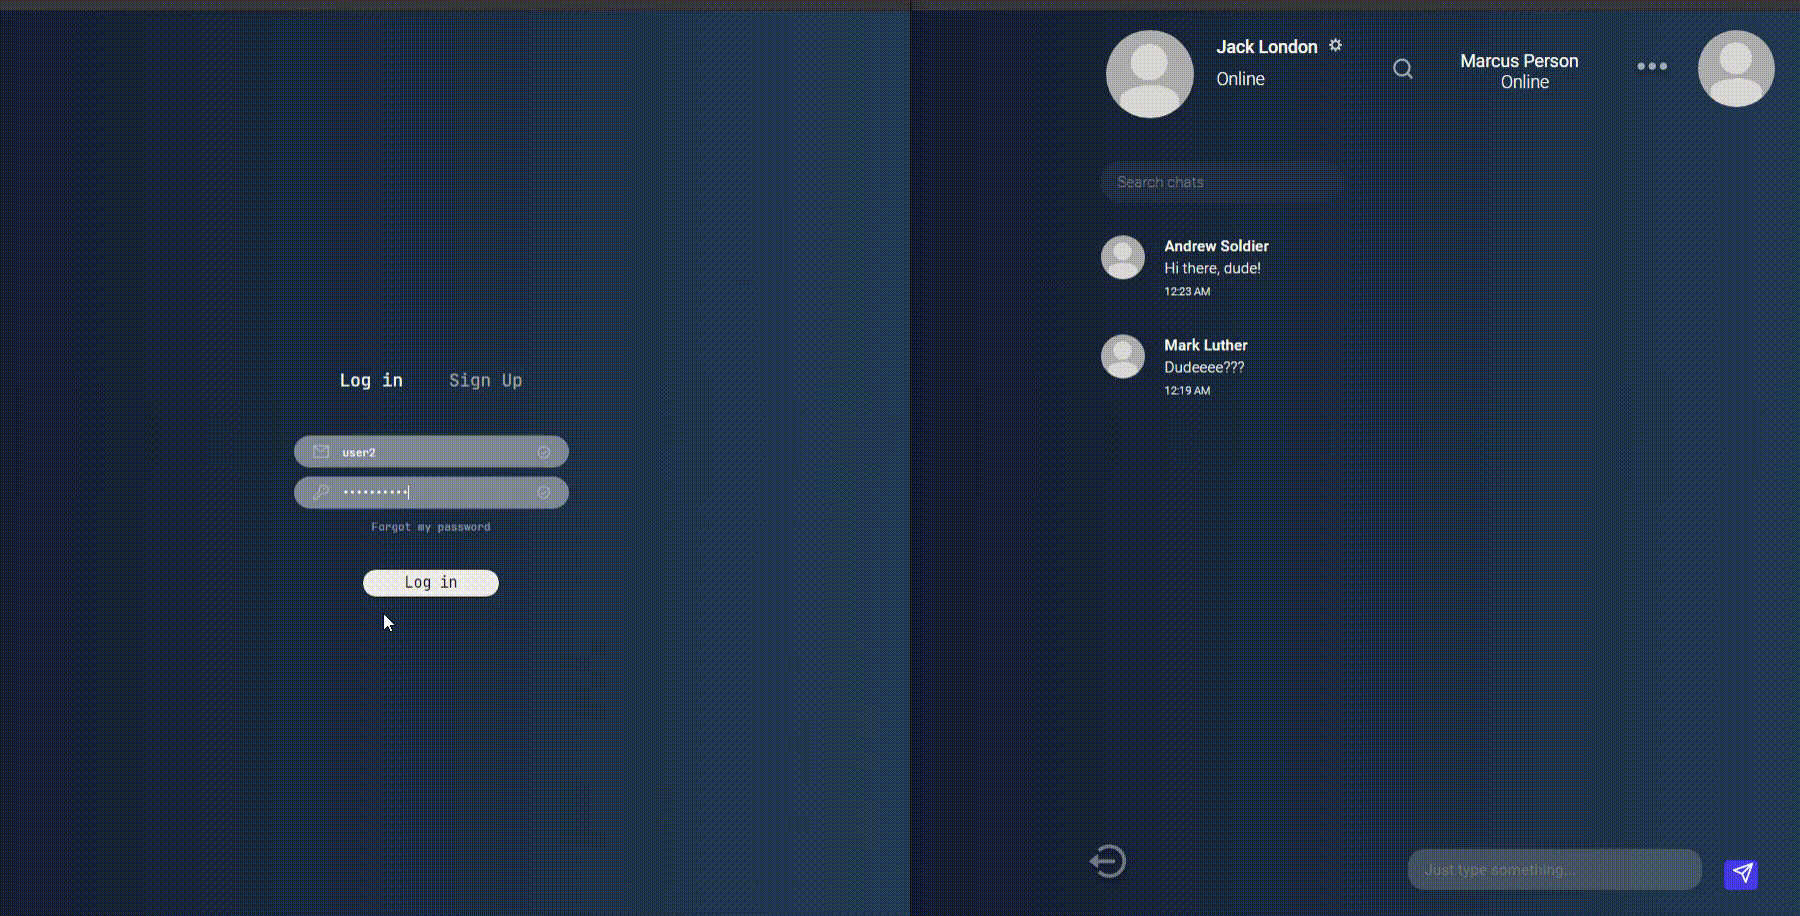 Log in
Sign Up
user2
••••••••••
Forgot my password
Log in
Jack London
Online
Marcus Person
Online
Search chats
Andrew Soldier
Hi there, dude!
12:23 AM
Mark Luther
Dudeeee???
12:19 AM
Just type something...